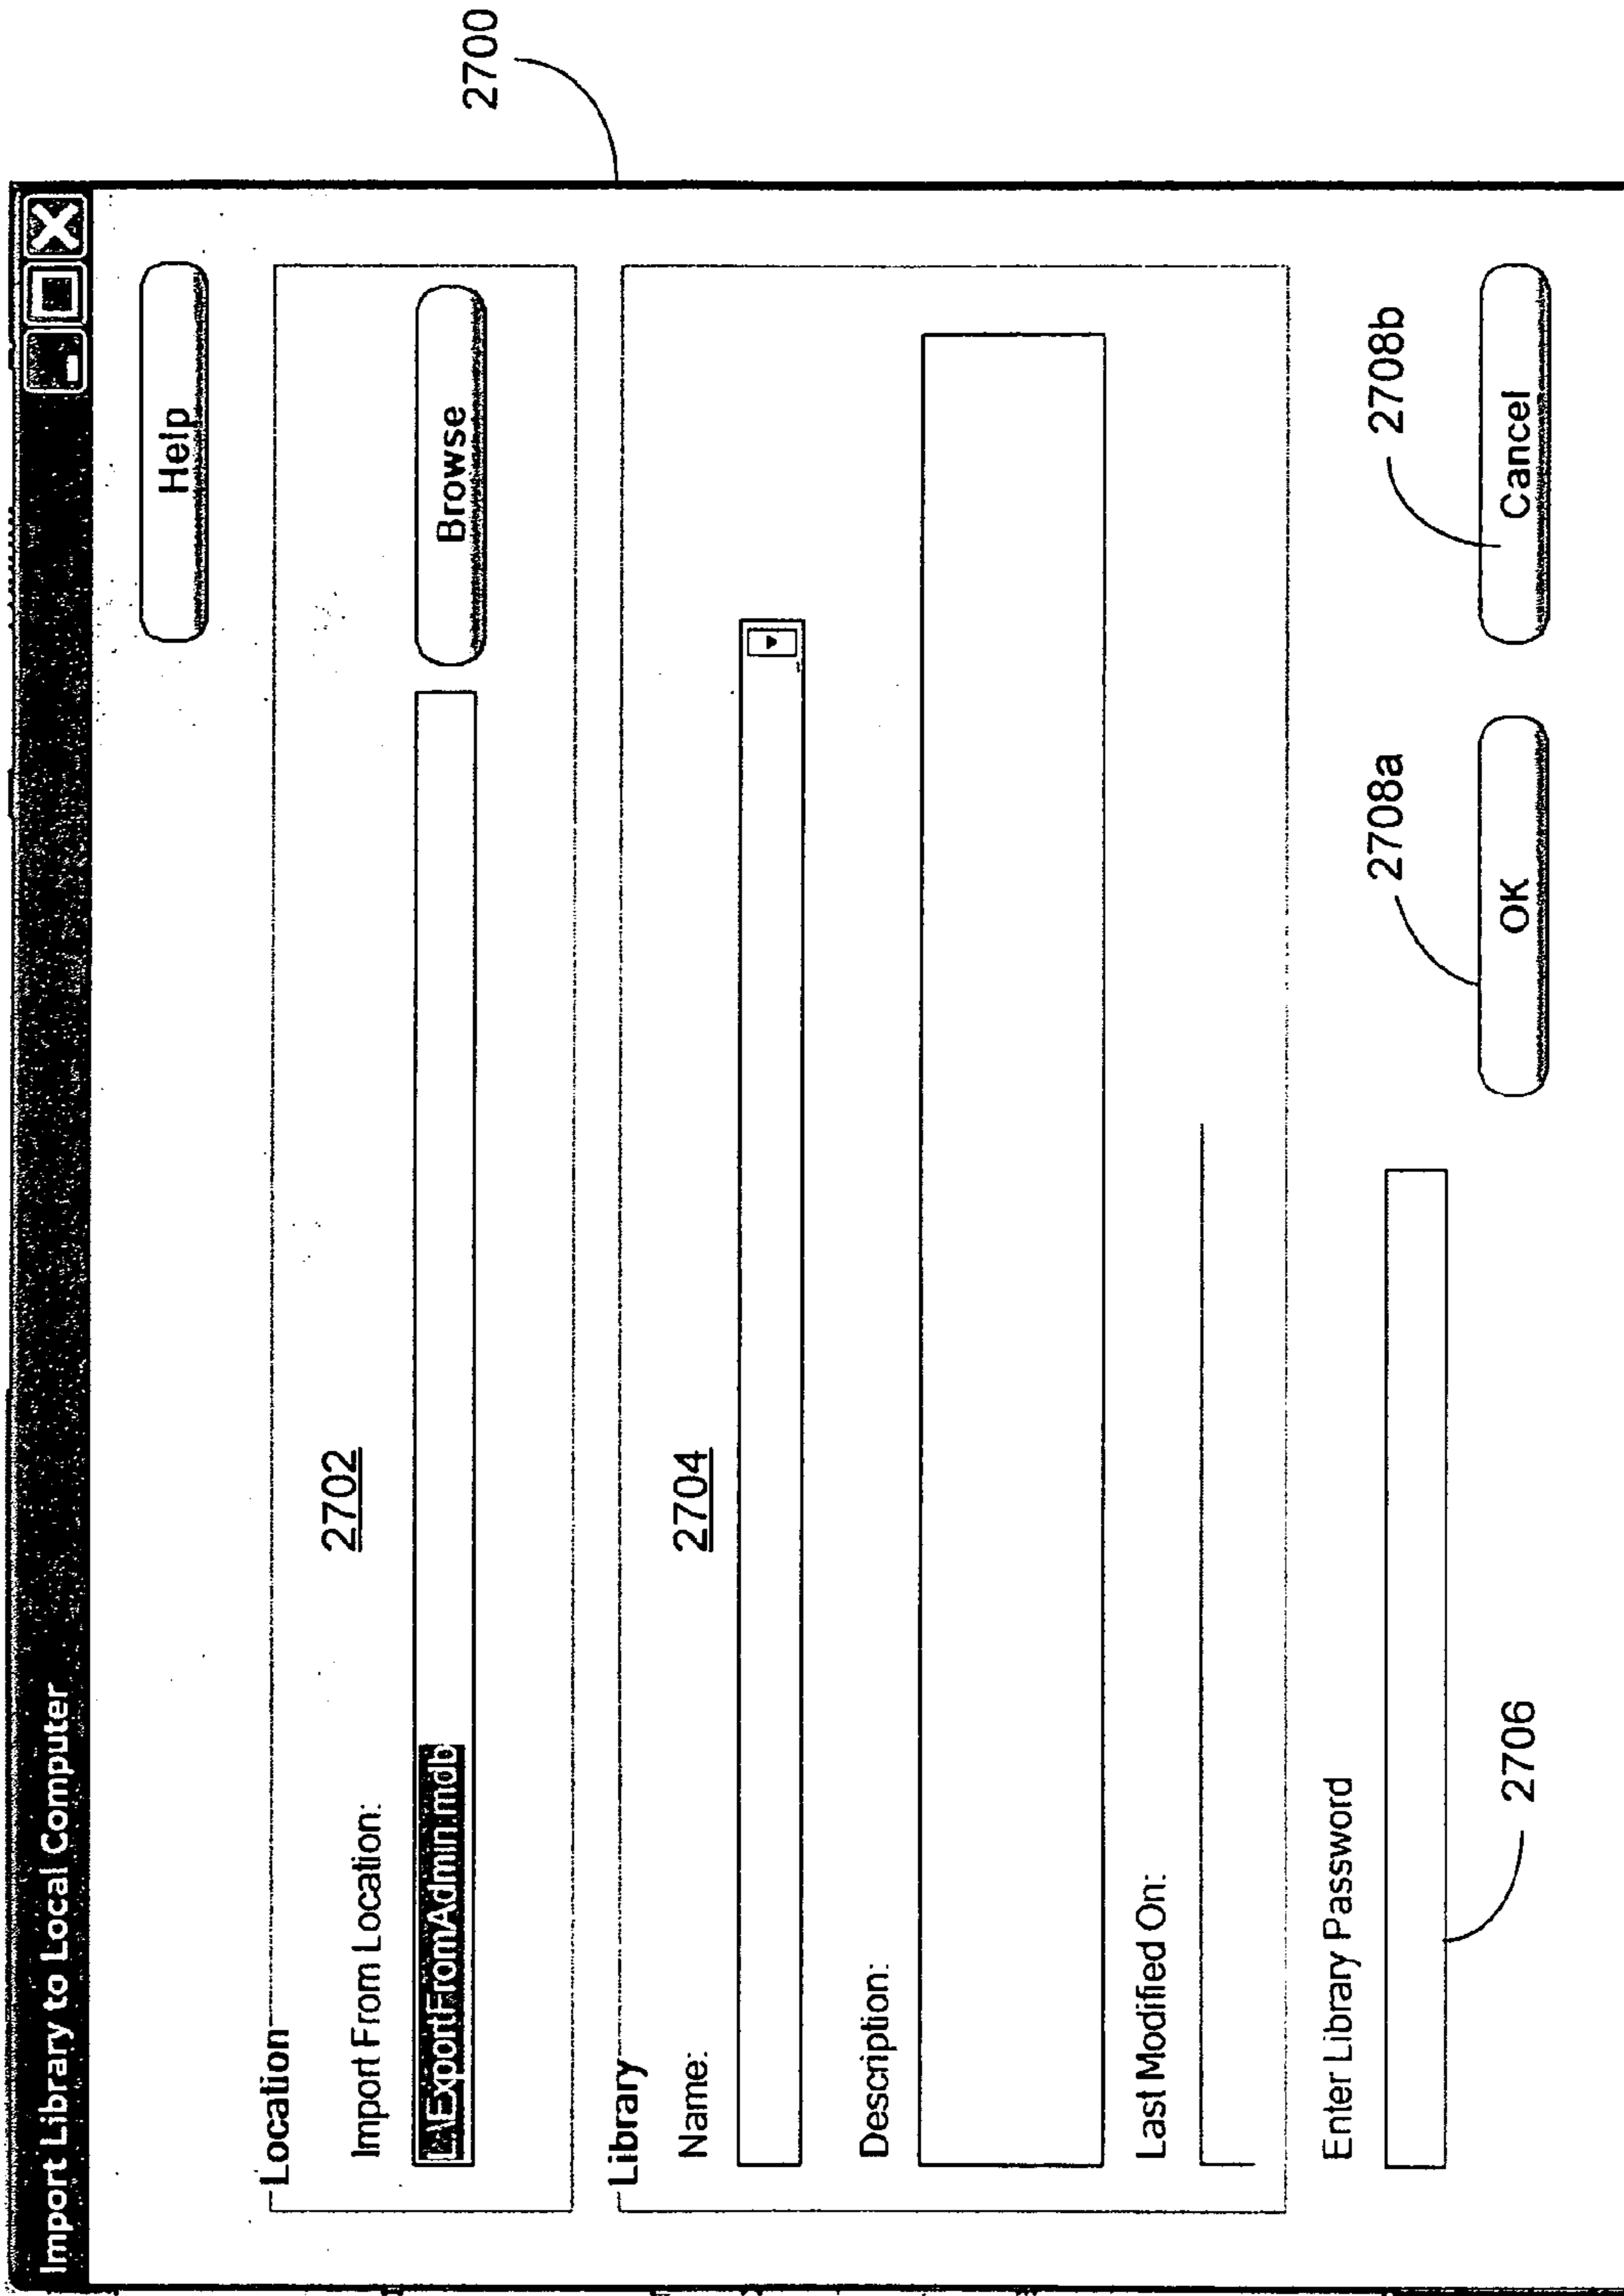 Import Library to Local Computer
Help
2700
Location
2702
Import From Location:
ExportFromAdmin.mdb
Browse
Library
2704
Name:
Description:
Last Modified On:
Enter Library Password
2706
2708a
2708b
OK
Cancel